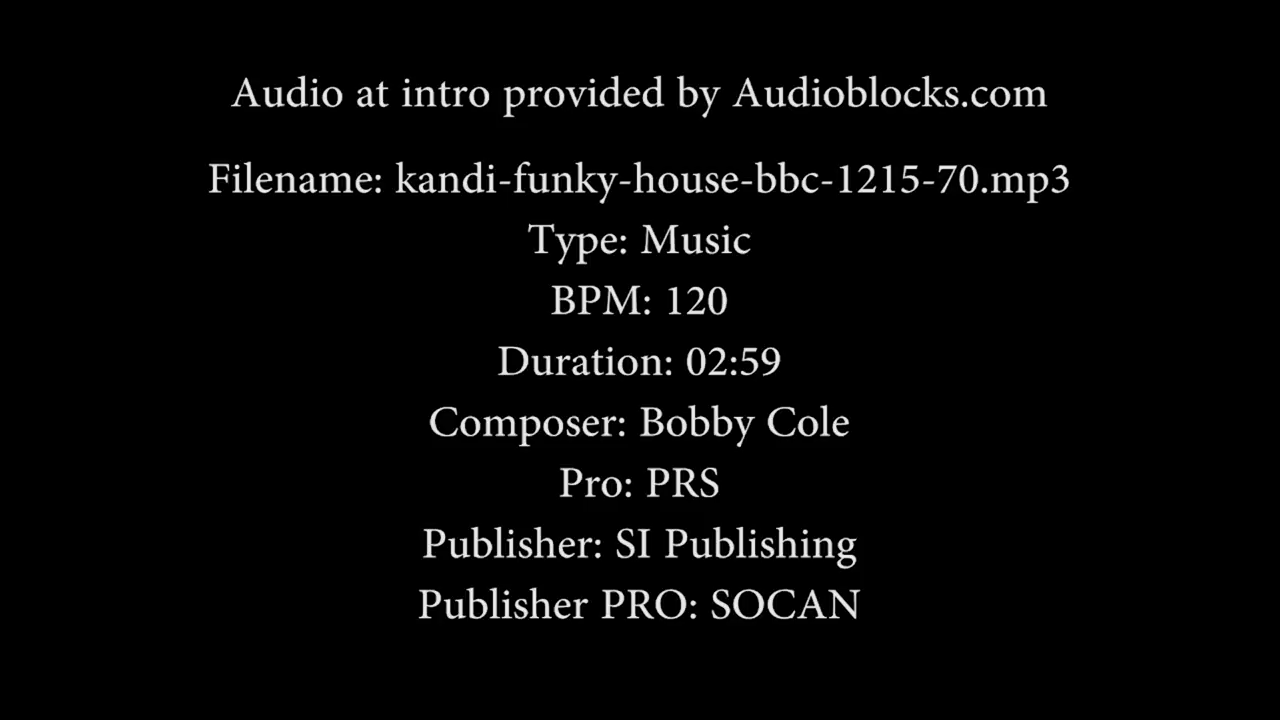 Audio at intro provided by Audioblocks.com
Filename: kandi-funky-house-bbc-1215-70.mp3
Type: Music
BPM: 120
Duration: 02:59
Composer: Bobby Cole
Pro: PRS
Publisher: SI Publishing
Publisher PRO: SOCAN